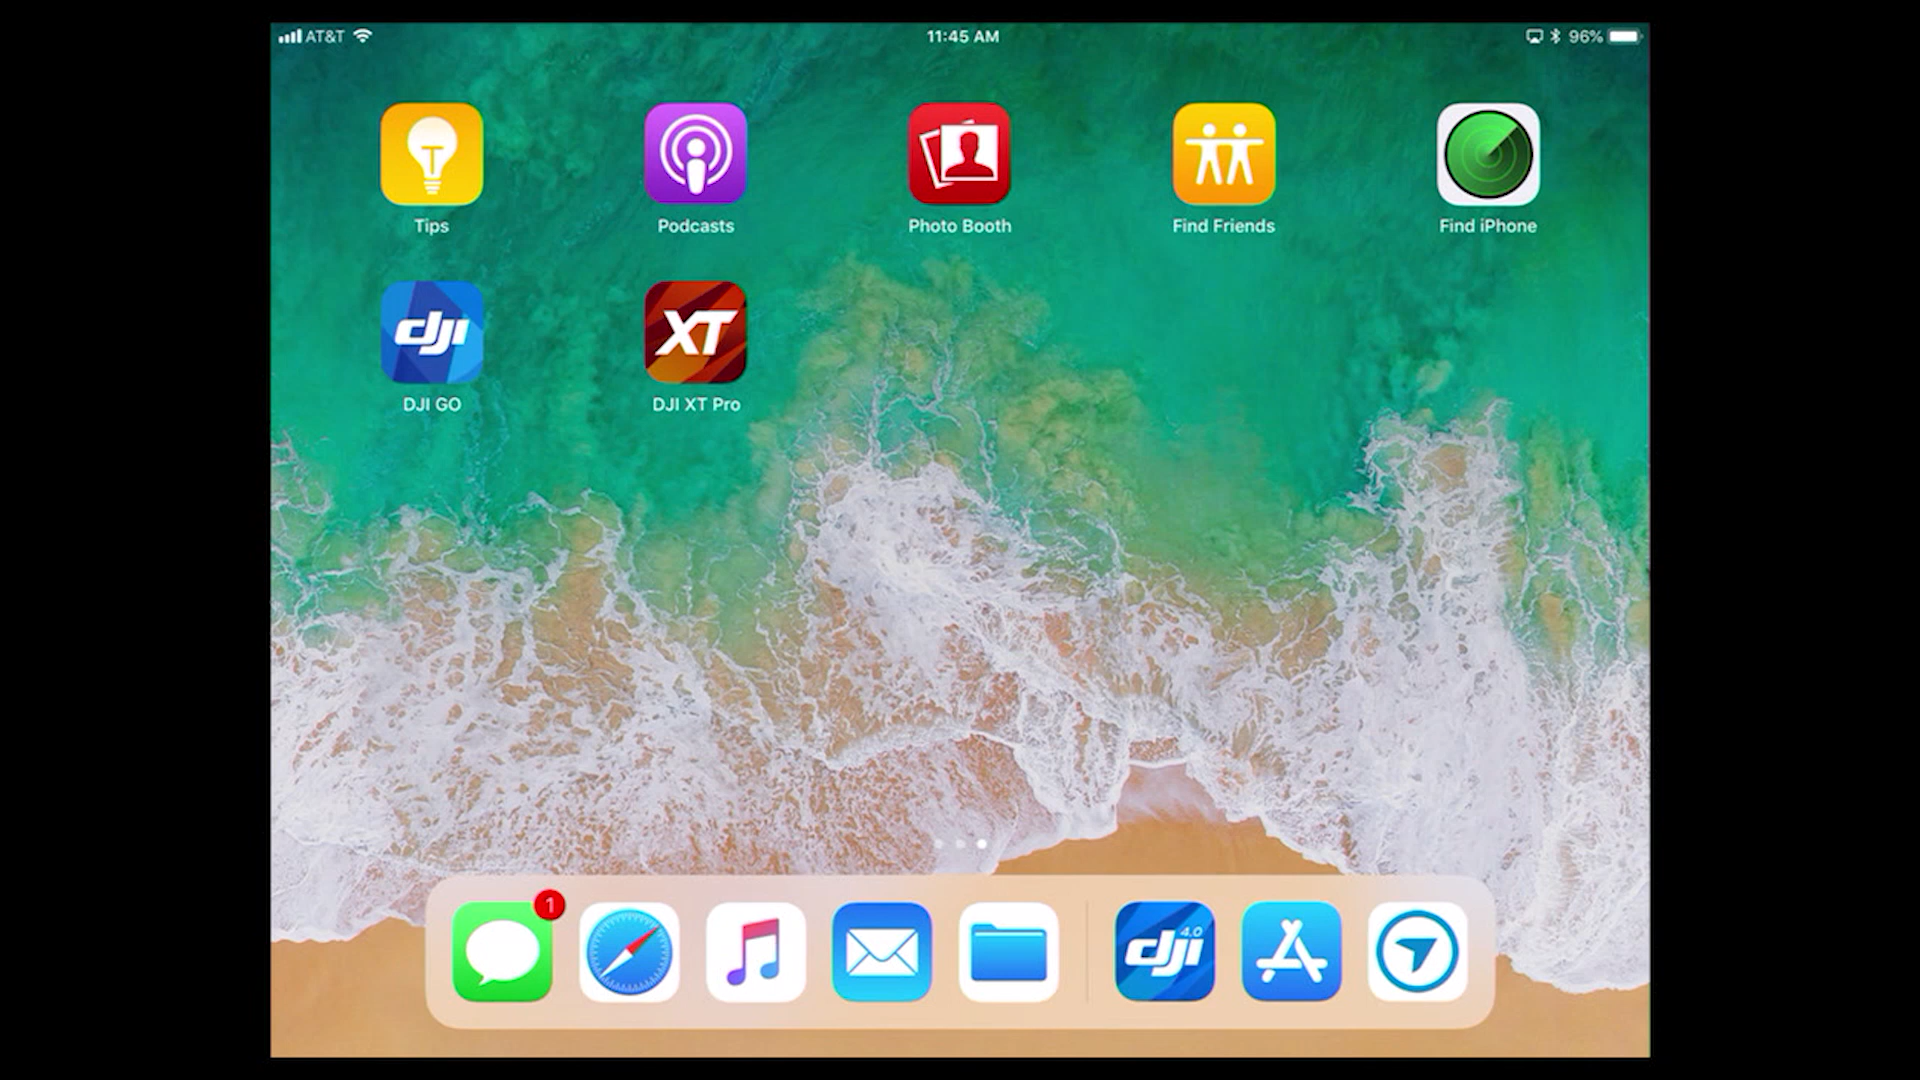 AT&T
11:45 AM
96%
Tips
Podcasts
Photo Booth
Find Friends
Find iPhone
dji
XT
DJI GO
DJI XT Pro
1
dji 4.0